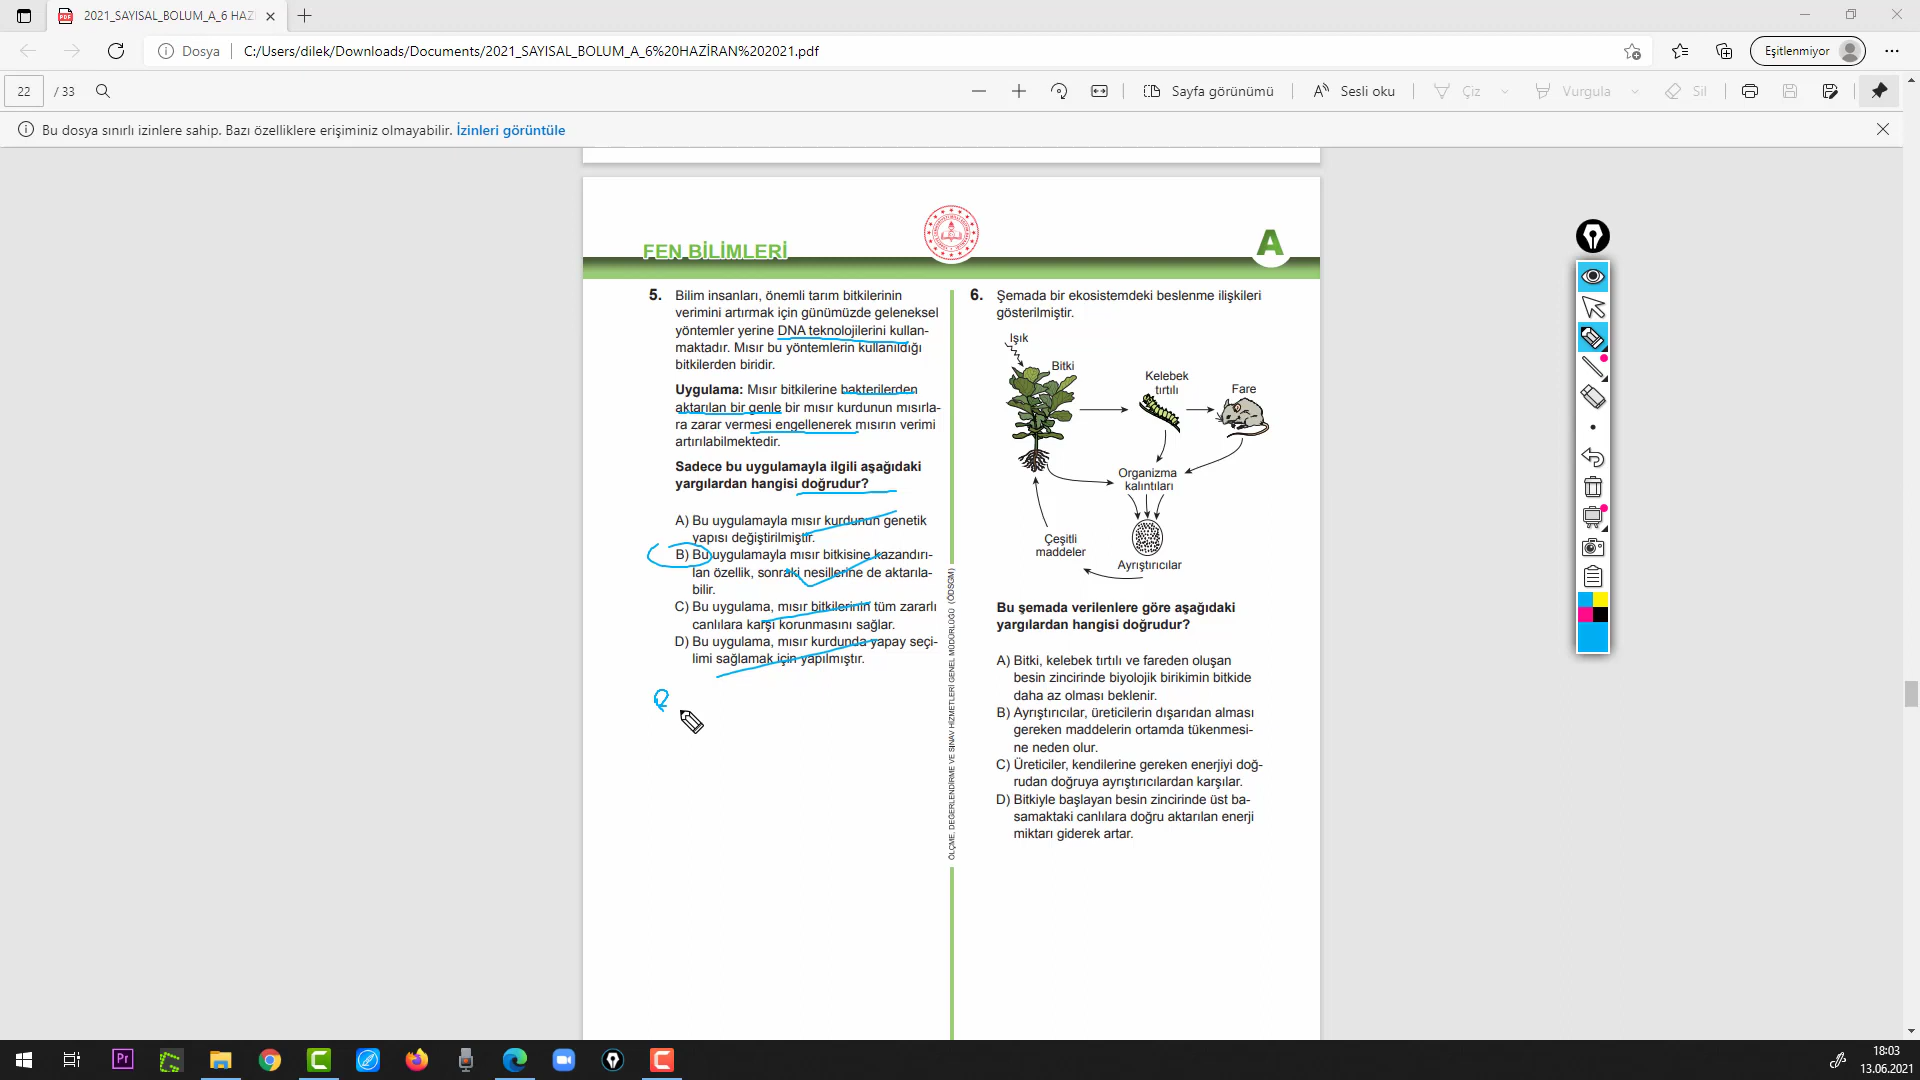 2021_SAYISAL_BOLUM_A_6 HAZ
Dosya
C:/Users/dilek/Downloads/Documents/2021_SAYISAL_BOLUM_A_6%20HAZİRAN%202021.pdf
Eşitlenmiyor
22
/ 33
Sayfa görünümü
Sesli oku
Çiz
Vurgula
Sil
Bu dosya sınırlı izinlere sahip. Bazı özelliklere erişiminiz olmayabilir. İzinleri görüntüle
FEN BİLİMLERİ
A
5. Bilim insanları, önemli tarım bitkilerinin
verimini artırmak için günümüzde geleneksel
yöntemler yerine DNA teknolojilerini kullan-
maktadır. Mısır bu yöntemlerin kullanıldığı
bitkilerden biridir.
Uygulama: Mısır bitkilerine bakterilerden
aktarılan bir genle bir mısır kurdunun mısırla-
ra zarar vermesi engellenerek mısırın verimi
artırılabilmektedir.
Sadece bu uygulamayla ilgili aşağıdaki
yargılardan hangisi doğrudur?
A) Bu uygulamayla mısır kurdunun genetik
yapısı değiştirilmiştir.
B) Bu uygulamayla mısır bitkisine kazandırı-
lan özellik, sonraki nesillerine de aktarıla-
bilir.
C) Bu uygulama, mısır bitkilerinin tüm zararlı
canlılara karşı korunmasını sağlar.
D) Bu uygulama, mısır kurdunda yapay seçi-
limi sağlamak için yapılmıştır.
ÖLÇME, DEĞERLENDİRME VE SINAV HİZMETLERİ GENEL MÜDÜRLÜĞÜ (ÖDSGM)
6. Şemada bir ekosistemdeki beslenme ilişkileri
gösterilmiştir.
Işık
Bitki
Kelebek
tırtılı
Fare
Organizma
kalıntıları
Çeşitli
maddeler
Ayrıştırıcılar
Bu şemada verilenlere göre aşağıdaki
yargılardan hangisi doğrudur?
A) Bitki, kelebek tırtılı ve fareden oluşan
besin zincirinde biyolojik birikimin bitkide
daha az olması beklenir.
B) Ayrıştırıcılar, üreticilerin dışarıdan alması
gereken maddelerin ortamda tükenmesi-
ne neden olur.
C) Üreticiler, kendilerine gereken enerjiyi doğ-
rudan doğruya ayrıştırıcılardan karşılar.
D) Bitkiyle başlayan besin zincirinde üst ba-
samaktaki canlılara doğru aktarılan enerji
miktarı giderek artar.
18:03
13.06.2021